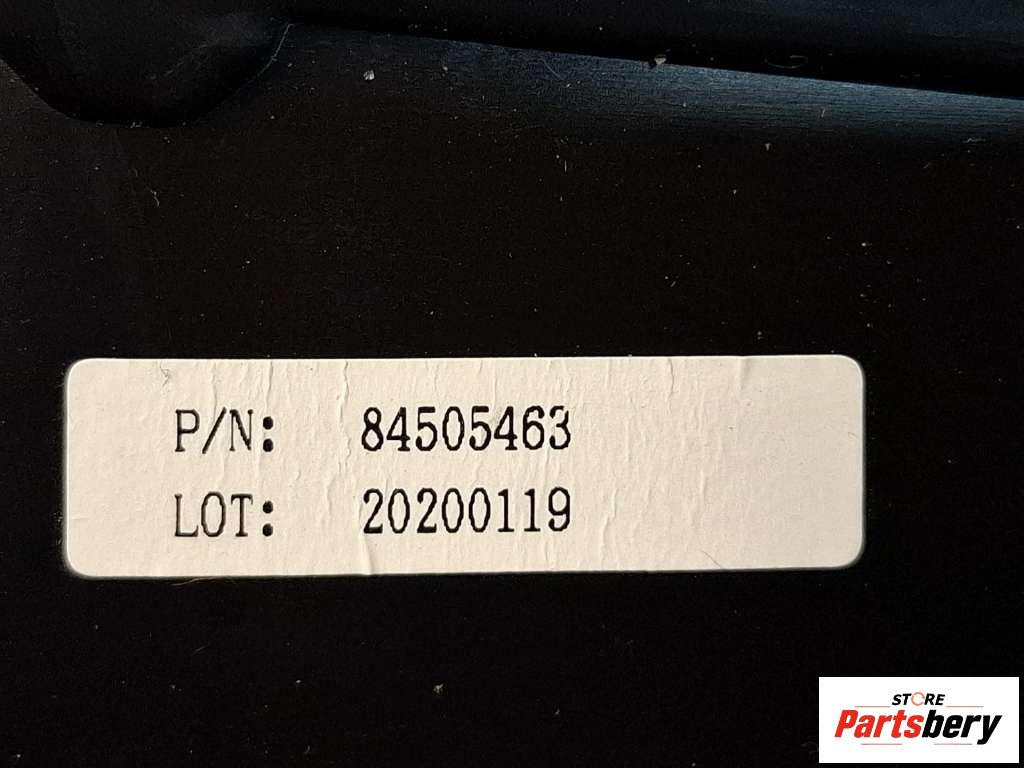 P/N: 84505463
LOT: 20200119
STORE
Partsbery